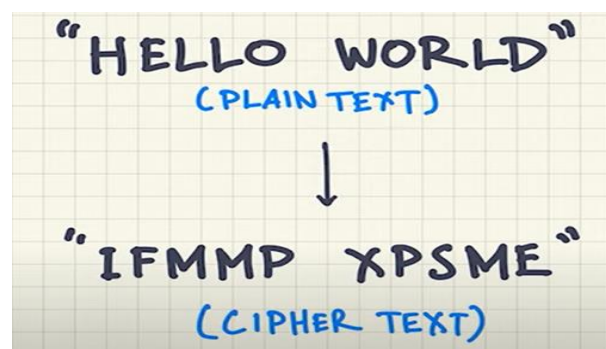 "HELLO WORLD"
(PLAIN TEXT)
"IFMMP XPSME"
(CIPHER TEXT)